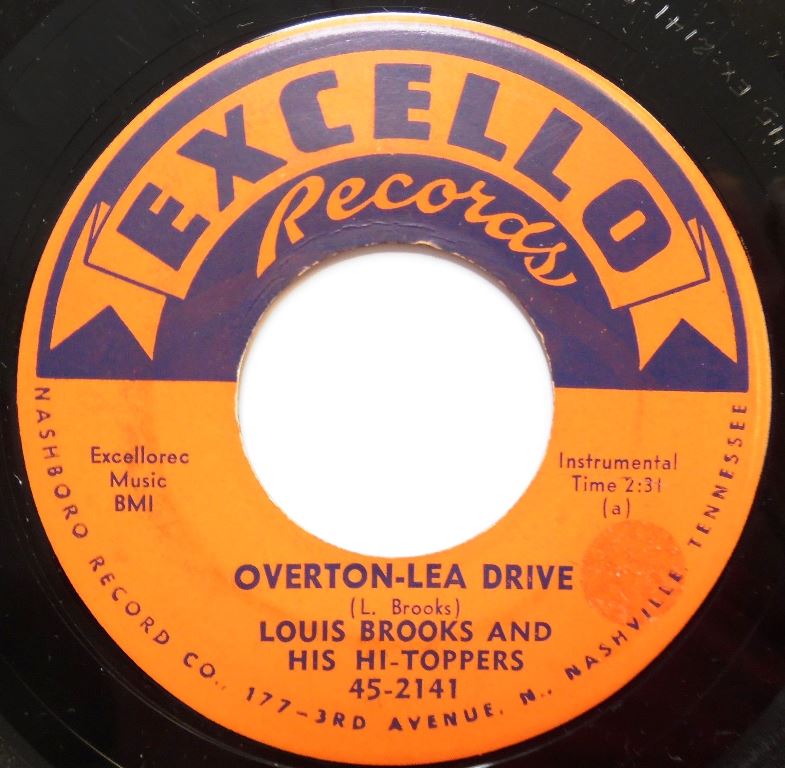 EXCELLO
Records
Excellorec
Music
BMI
Instrumental
Time 2:31
(a)
OVERTON-LEA DRIVE
(L. Brooks)
LOUIS BROOKS AND
HIS HI-TOPPERS
45-2141
NASHBORO RECORD CO., 177-3RD AVENUE, N., NASHVILLE, TENNESSEE